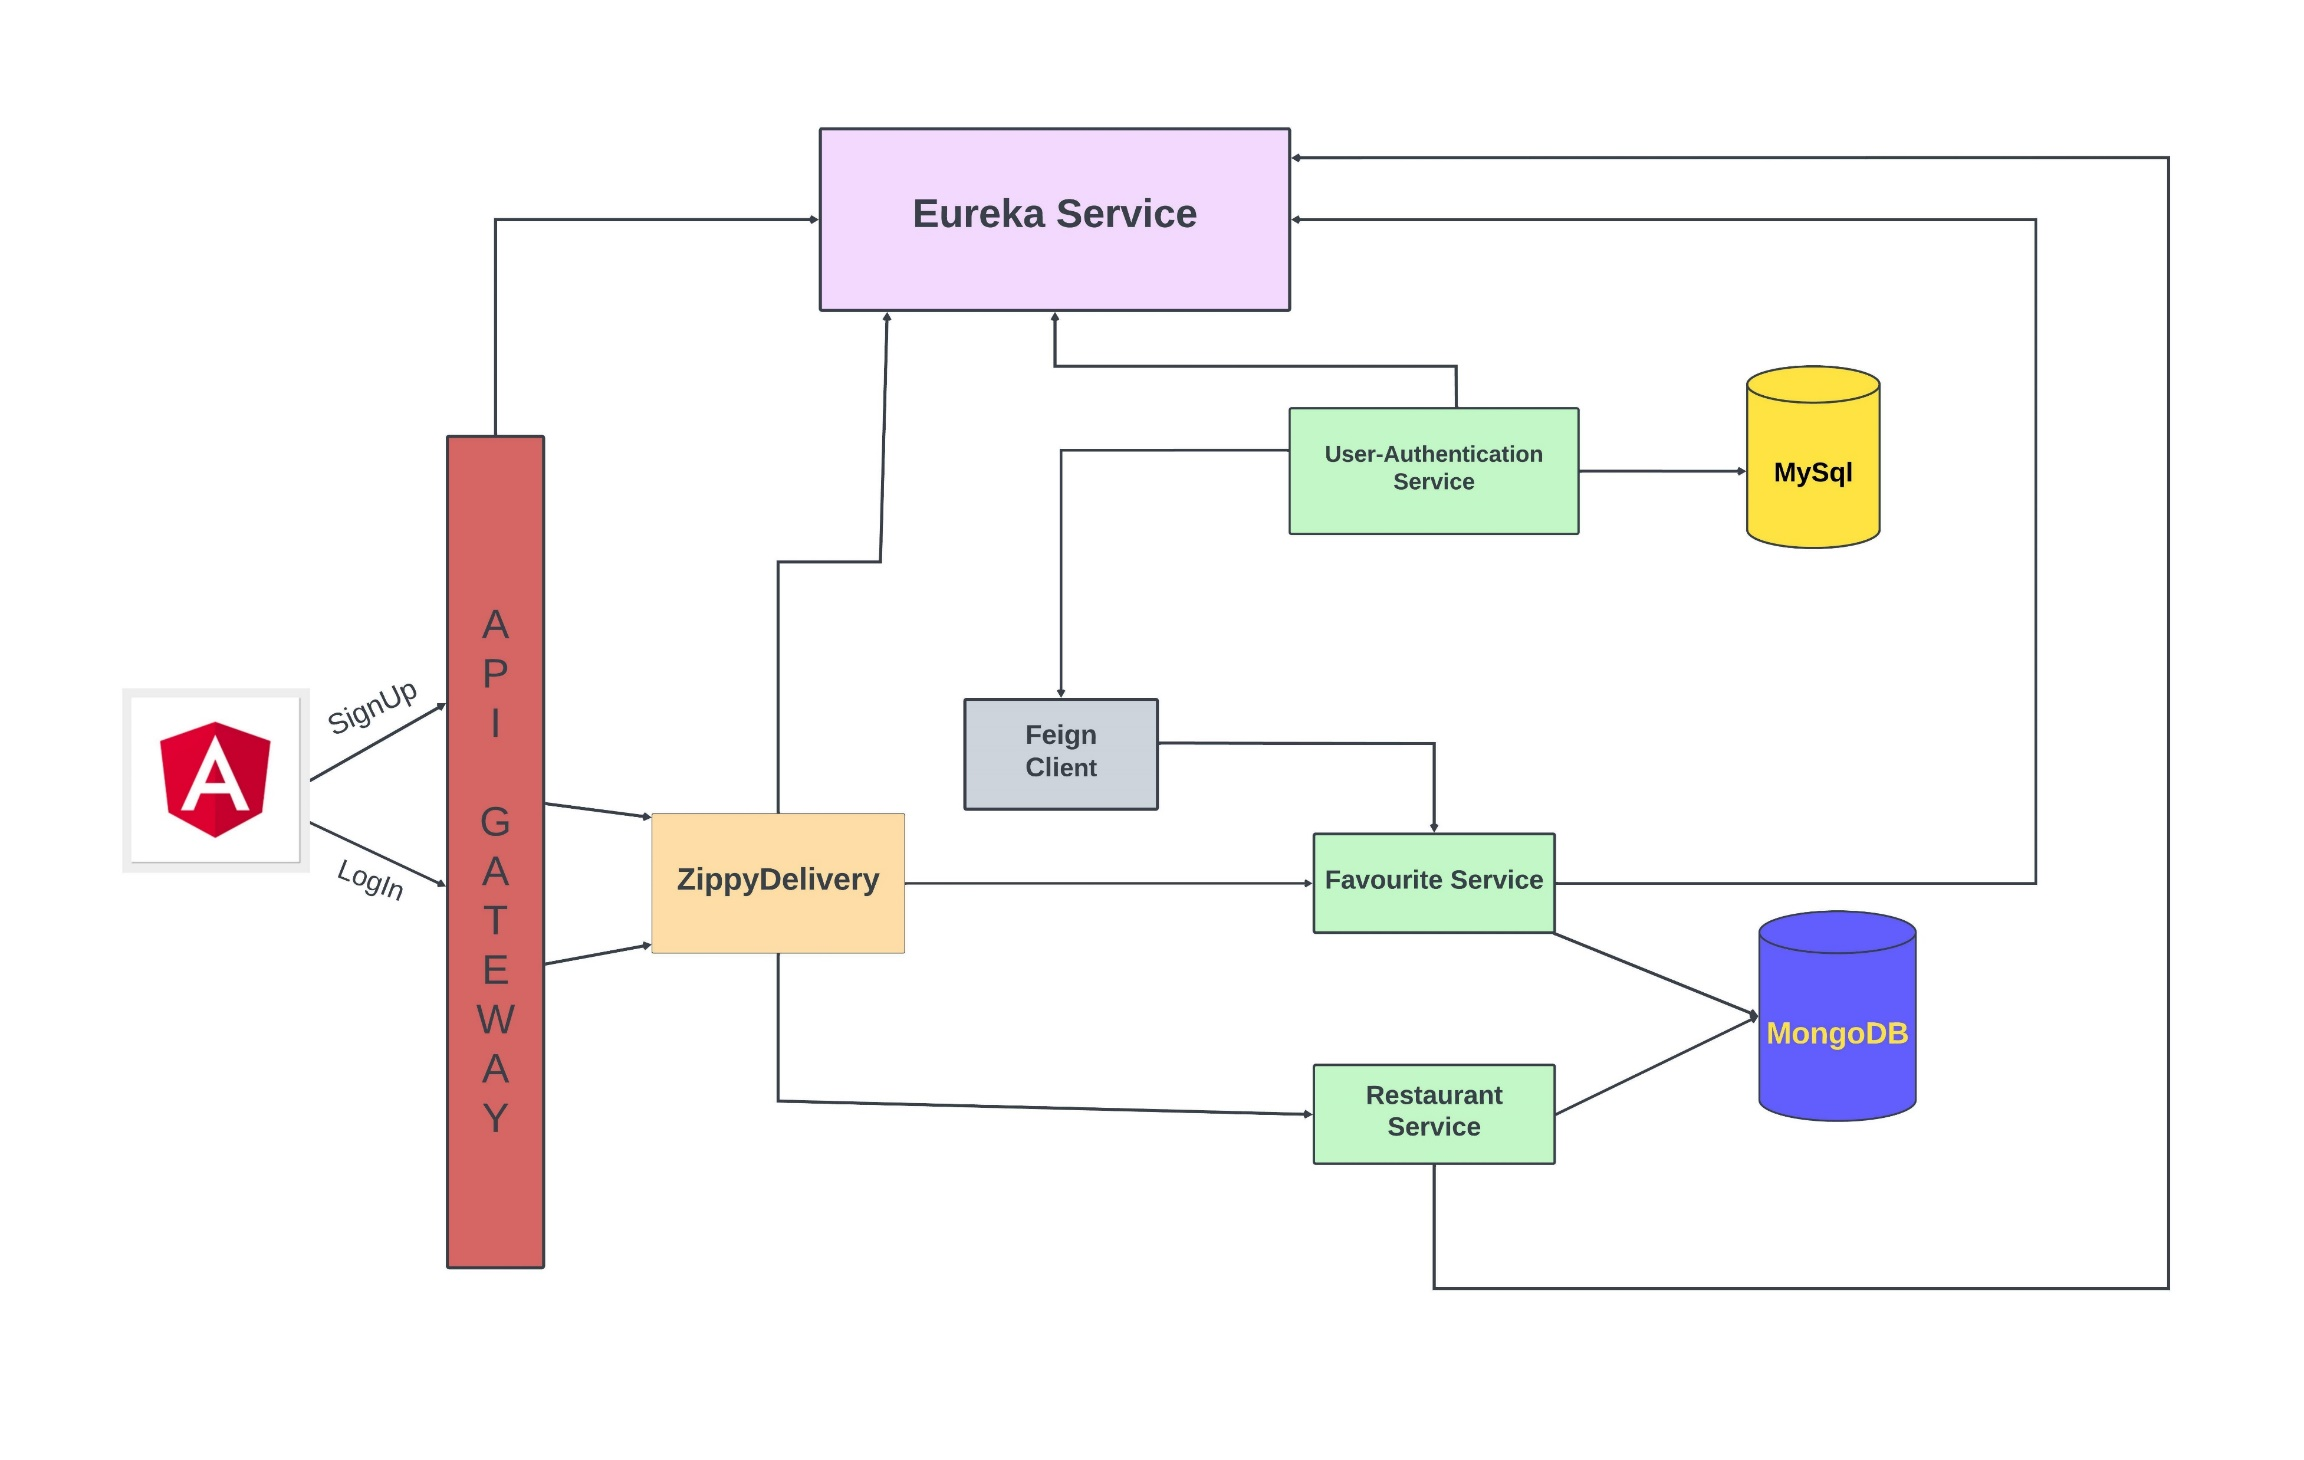 Eureka Service
User-Authentication
Service
MySql
SignUp
LogIn
A
P
I
G
A
T
E
W
A
Y
Feign
Client
ZippyDelivery
Favourite Service
MongoDB
Restaurant
Service